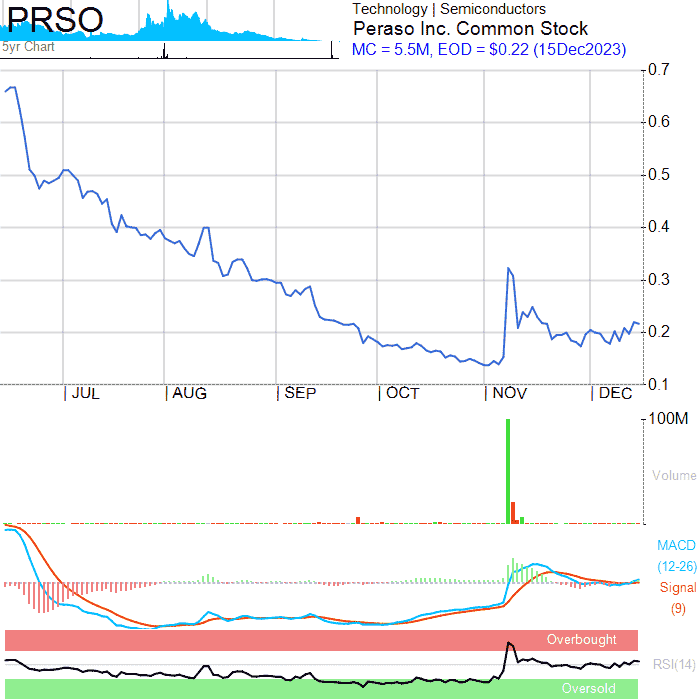 PRSO
5yr Chart
Technology | Semiconductors
Peraso Inc. Common Stock
MC = 5.5M, EOD = $0.22 (15Dec2023)
0.7
0.6
0.5
0.4
0.3
0.2
0.1
JUL AUG SEP OCT NOV DEC
100M
Volume
MACD
(12-26)
Signal
(9)
Overbought
RSI(14)
Oversold